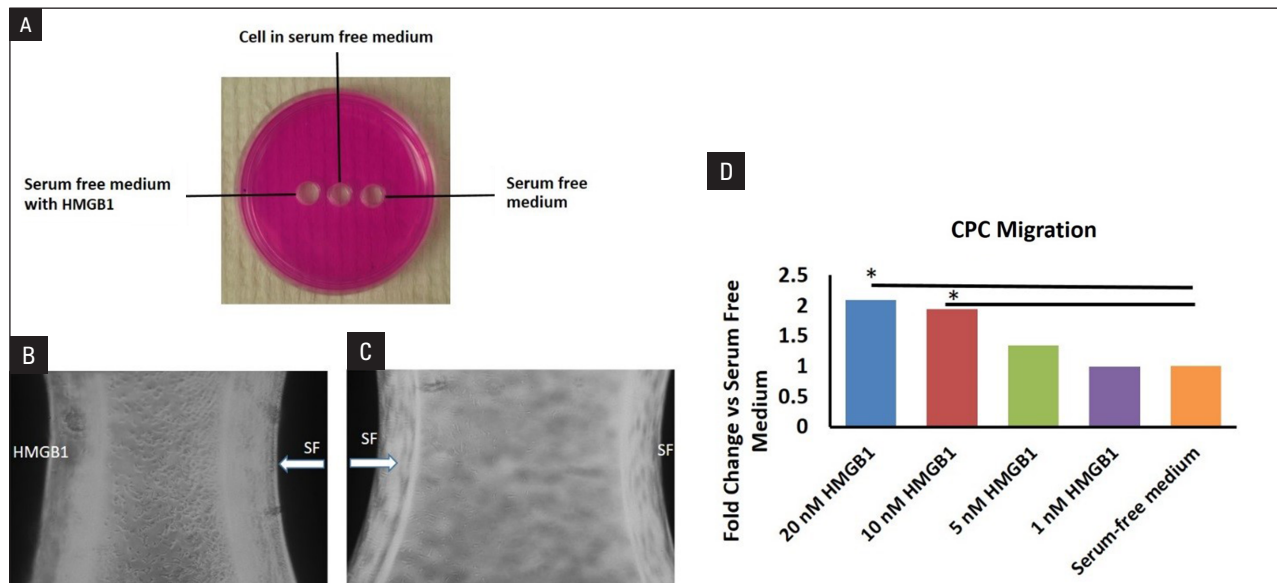 A
Cell in serum free medium
Serum free medium
with HMGB1
Serum free
medium
B
HMGB1
SF
C
SF
SF
D
CPC Migration
Fold Change vs Serum Free
Medium
2.5
2
1.5
1
0.5
0
*
*
20 nM HMGB1
10 nM HMGB1
5 nM HMGB1
1 nM HMGB1
Serum-free medium